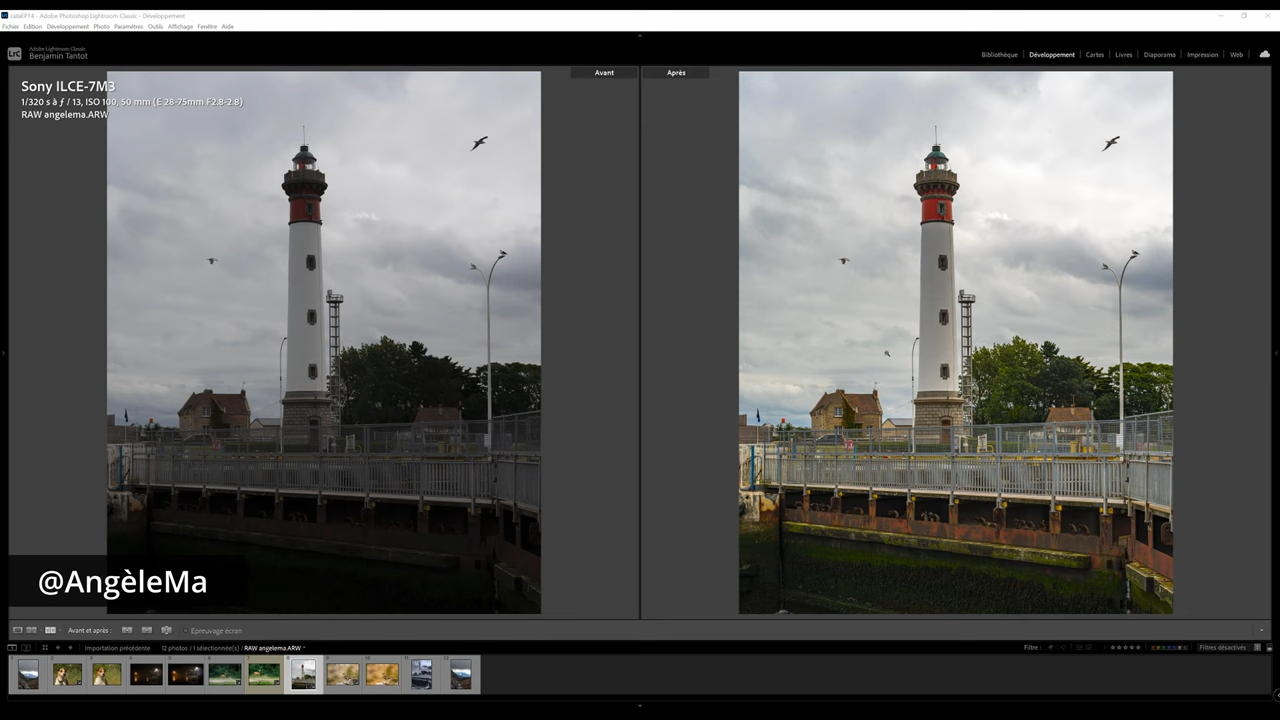 cataEP14 - Adobe Photoshop Lightroom Classic - Développement
Fichier Edition Développement Photo Paramètres Outils Affichage Fenêtre Aide
LrC
Adobe Lightroom Classic
Benjamin Tantot
Bibliothèque Développement Cartes Livres Diaporama Impression Web
Avant
Après
Sony ILCE-7M3
1/320 s à ƒ / 13, ISO 100, 50 mm (E 28-75mm F2.8-2.8)
RAW angelema.ARW
@AngèleMa
Avant et après :
Epreuvage écran
Importation précédente
12 photos / 1 sélectionnée(s) / RAW angelema.ARW
Filtre :
Filtres désactivés